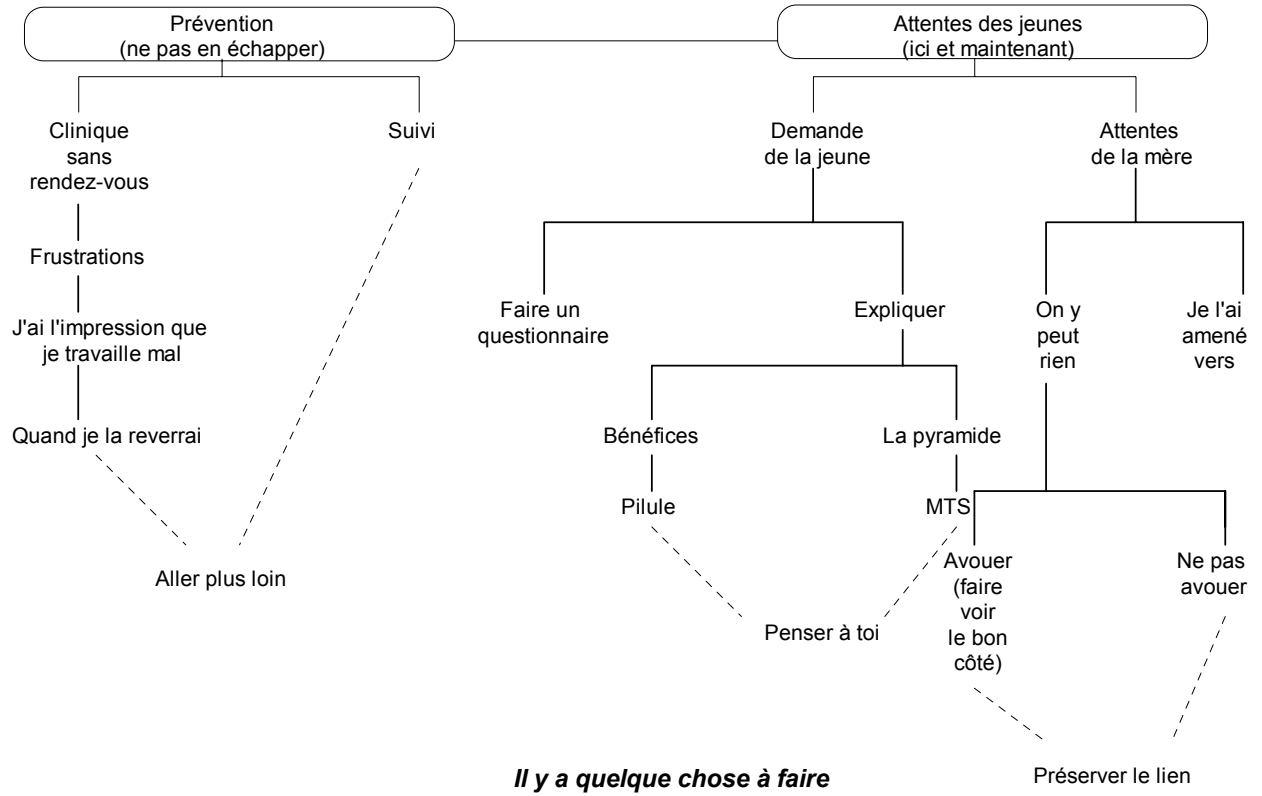 Prévention
(ne pas en échapper)
Attentes des jeunes
(ici et maintenant)
Clinique
sans
rendez-vous
Suivi
Demande
de la jeune
Attentes
de la mère
Frustrations
J'ai l'impression que
je travaille mal
Faire un
questionnaire
Expliquer
On y
peut
rien
Je l'ai
amené
vers
Quand je la reverrai
Bénéfices
La pyramide
Pilule
MTS
Aller plus loin
Avouer
(faire
voir
le bon
côté)
Ne pas
avouer
Penser à toi
Il y a quelque chose à faire
Préserver le lien